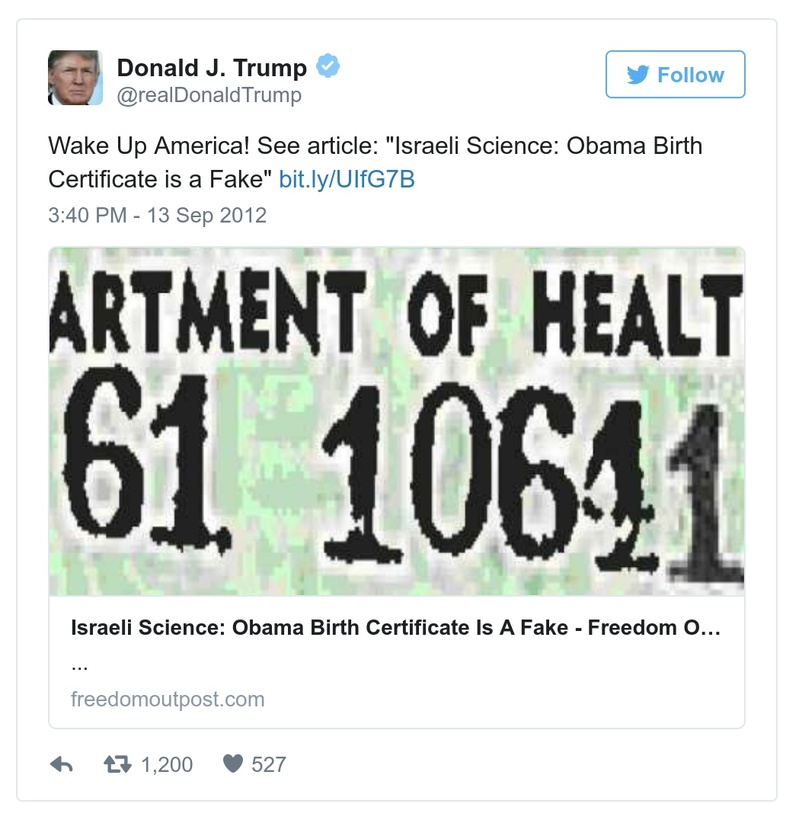 Donald J. Trump
Follow
@realDonaldTrump
Wake Up America! See article: "Israeli Science: Obama Birth
Certificate is a Fake" bit.ly/UIfG7B
3:40 PM - 13 Sep 2012
ARTMENT OF HEALT
61 10641
Israeli Science: Obama Birth Certificate Is A Fake - Freedom O...
...
freedomoutpost.com
1,200 527